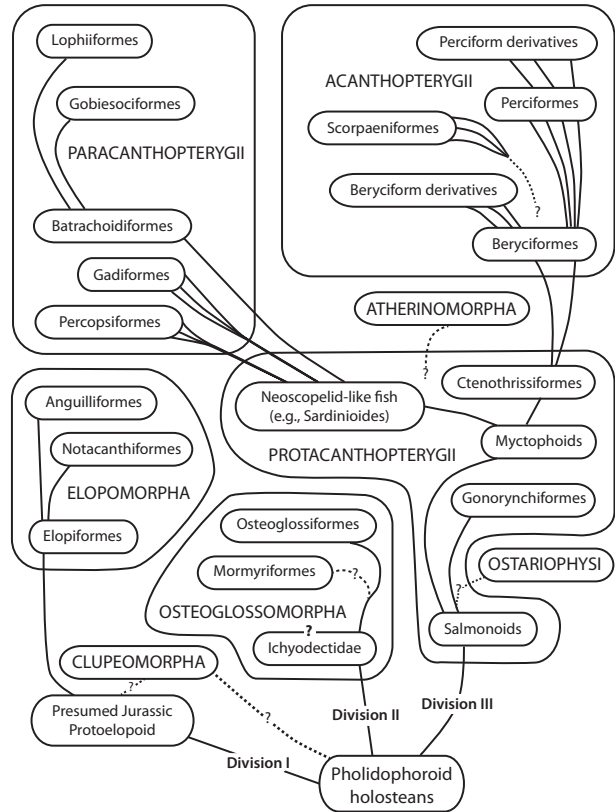 Lophiiformes
Gobiesociformes
PARACANTHOPTERYGII
Batrachoidiformes
Gadiformes
Percopsiformes
Perciform derivatives
ACANTHOPTERYGII
Perciformes
Scorpaeniformes
Beryciform derivatives
?
Beryciformes
ATHERINOMORPHA
?
Ctenothrissiformes
Neoscopelid-like fish
(e.g., Sardinioides)
Myctophoids
PROTACANTHOPTERYGII
Gonorynchiformes
Anguilliformes
Notacanthiformes
ELOPOMORPHA
Elopiformes
Osteoglossiformes
Mormyriformes
?
OSTEOGLOSSOMORPHA
?
Ichyodectidae
OSTARIOPHYSI
?
Salmonoids
CLUPEOMORPHA
?
?
Presumed Jurassic
Protoelopoid
Division I
Division II
Division III
Pholidophoroid
holosteans